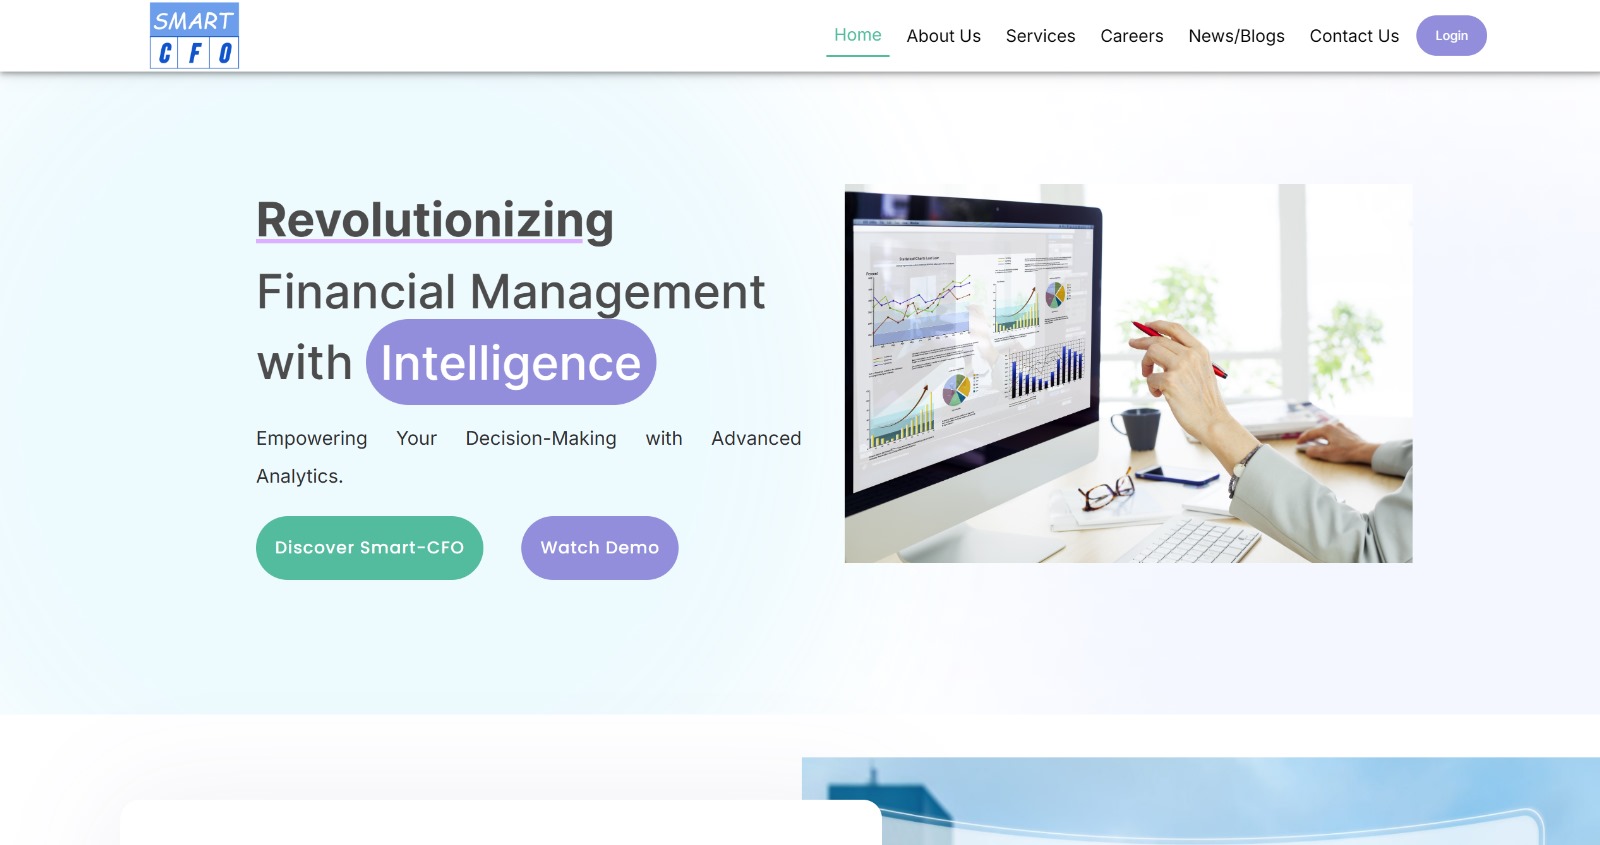 SMART
CFO
Home About Us Services Careers News/Blogs Contact Us Login
Revolutionizing
Financial Management
with Intelligence
Empowering Your Decision-Making with Advanced
Analytics.
Discover Smart-CFO Watch Demo